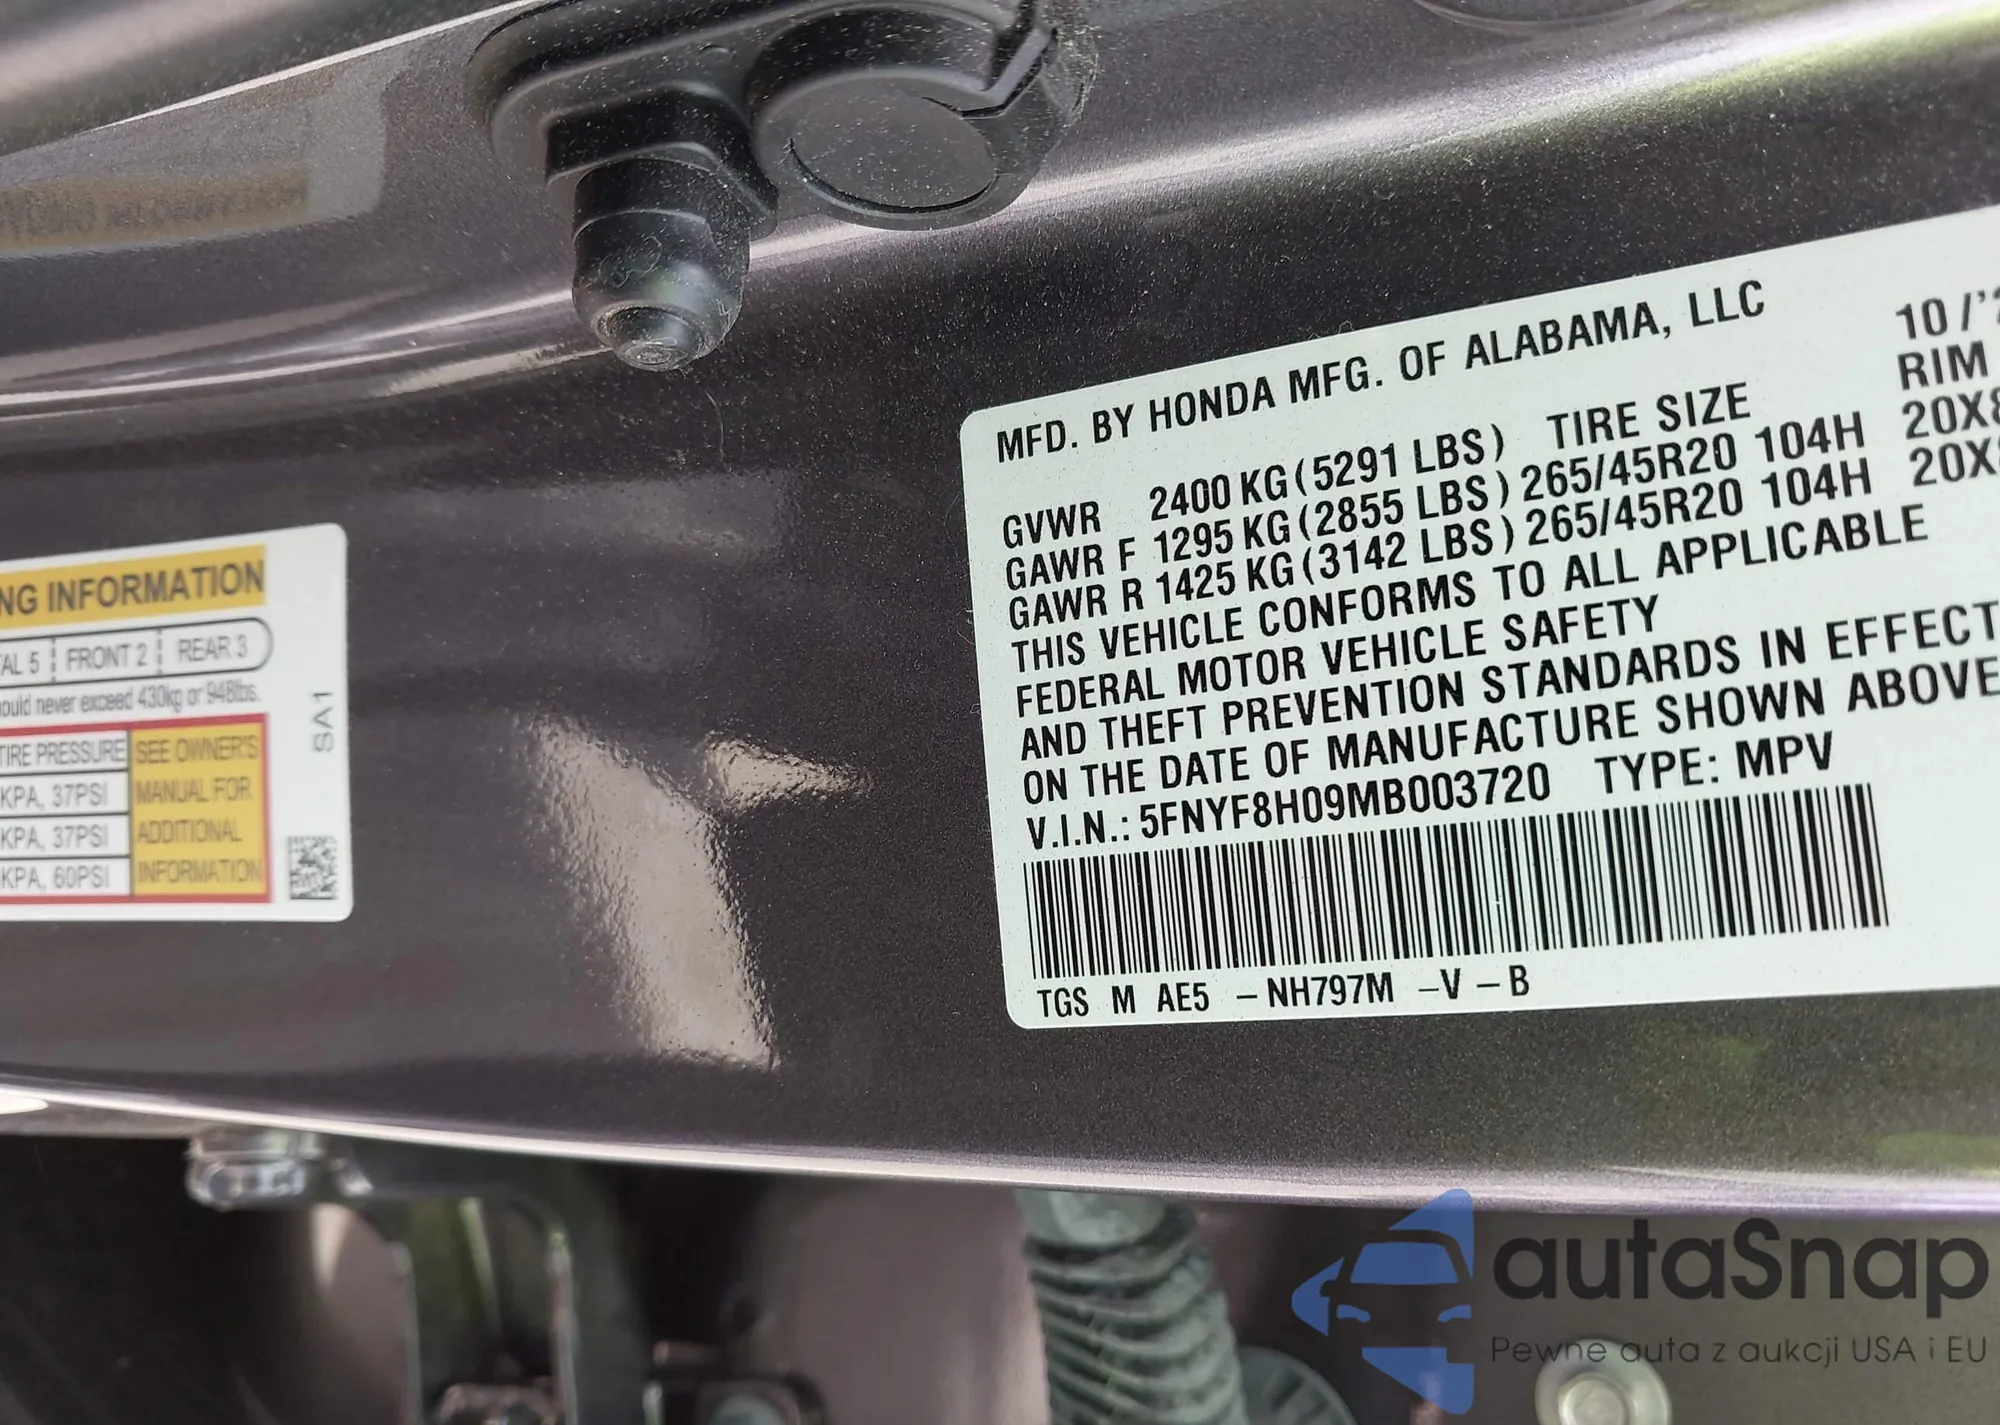 MFD. BY HONDA MFG. OF ALABAMA, LLC 10/'
GVWR 2400 KG (5291 LBS) TIRE SIZE RIM
GAWR F 1295 KG (2855 LBS) 265/45R20 104H 20X8
GAWR R 1425 KG (3142 LBS) 265/45R20 104H 20X
THIS VEHICLE CONFORMS TO ALL APPLICABLE
FEDERAL MOTOR VEHICLE SAFETY
AND THEFT PREVENTION STANDARDS IN EFFECT
ON THE DATE OF MANUFACTURE SHOWN ABOVE
V.I.N.: 5FNYF8H09MB003720 TYPE: MPV
TGS M AE5 – NH797M – V – B
NG INFORMATION
AL 5 FRONT 2 REAR 3
ould never exceed 430kg or 948lbs.
TIRE PRESSURE SEE OWNER'S
KPA, 37PSI MANUAL FOR
KPA, 37PSI ADDITIONAL
KPA, 60PSI INFORMATION
SA1
autaSnap
Pewne auta z aukcji USA i EU